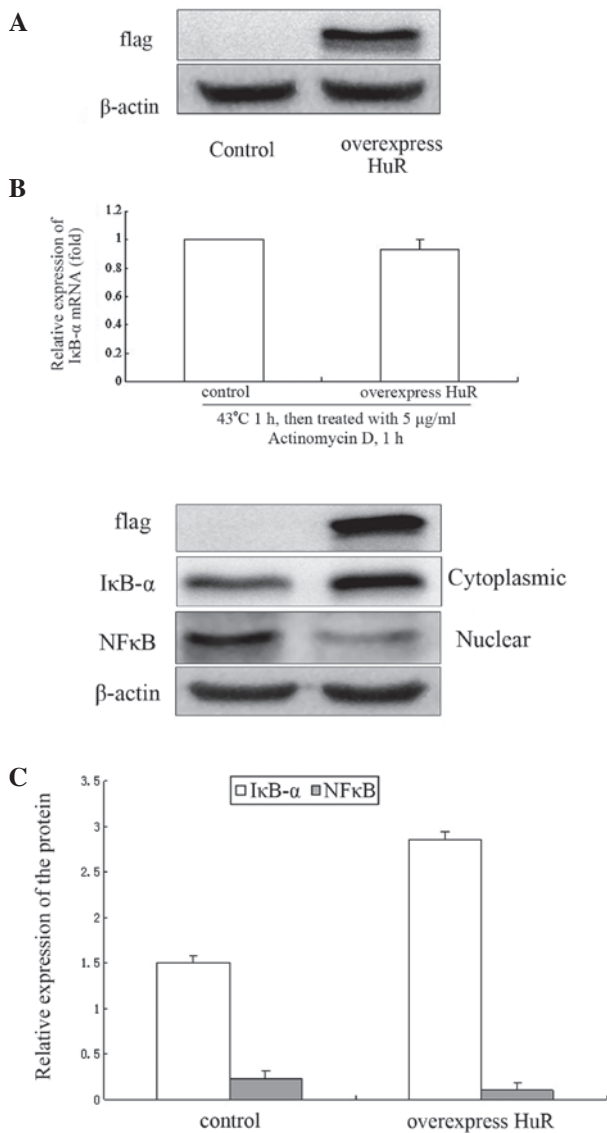 A
flag
β-actin
Control
overexpress
HuR
B
Relative expression of
IκB-α mRNA (fold)
1.2
1
0.8
0.6
0.4
0.2
0
control
overexpress HuR
43°C 1 h, then treated with 5 μg/ml
Actinomycin D, 1 h
flag
IκB-α
Cytoplasmic
NFκB
Nuclear
β-actin
C
Relative expression of the protein
3.5
3
2.5
2
1.5
1
0.5
0
IκB-α NFκB
control
overexpress HuR